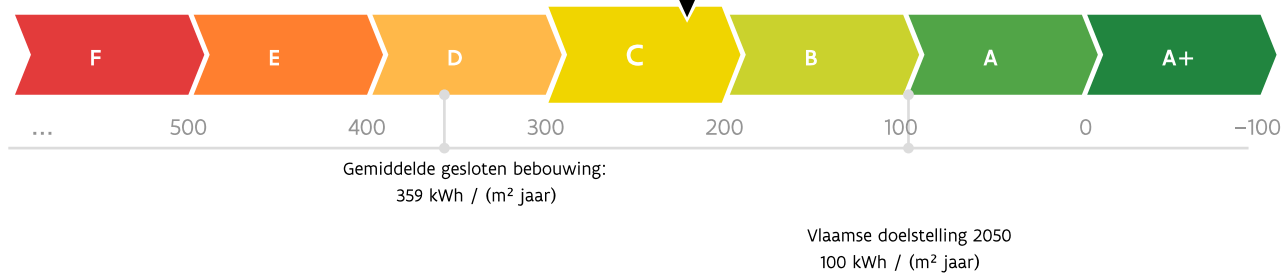 F E D C B A A+
... 500 400 300 200 100 0 −100
Gemiddelde gesloten bebouwing:
359 kWh / (m² jaar)
Vlaamse doelstelling 2050
100 kWh / (m² jaar)